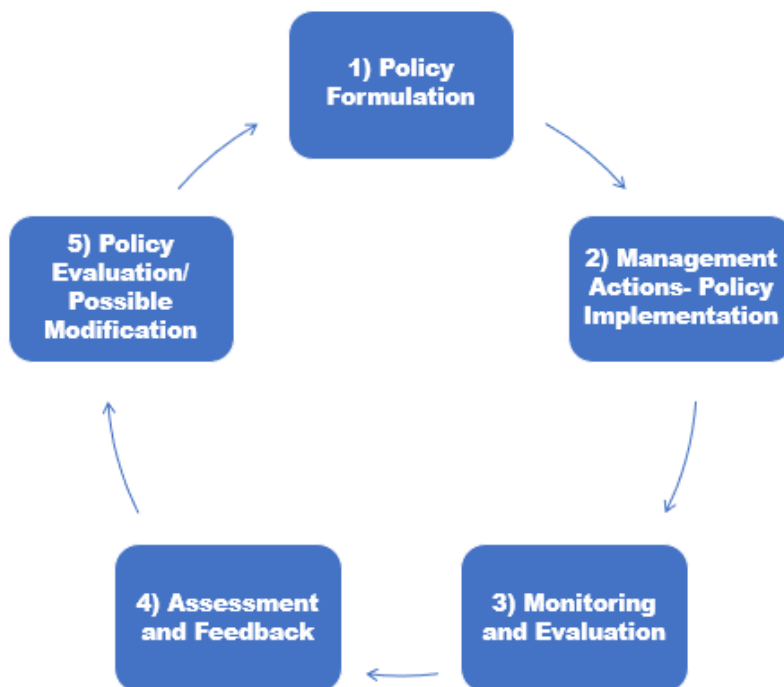 1) Policy
Formulation
2) Management
Actions- Policy
Implementation
3) Monitoring
and Evaluation
4) Assessment
and Feedback
5) Policy
Evaluation/
Possible
Modification